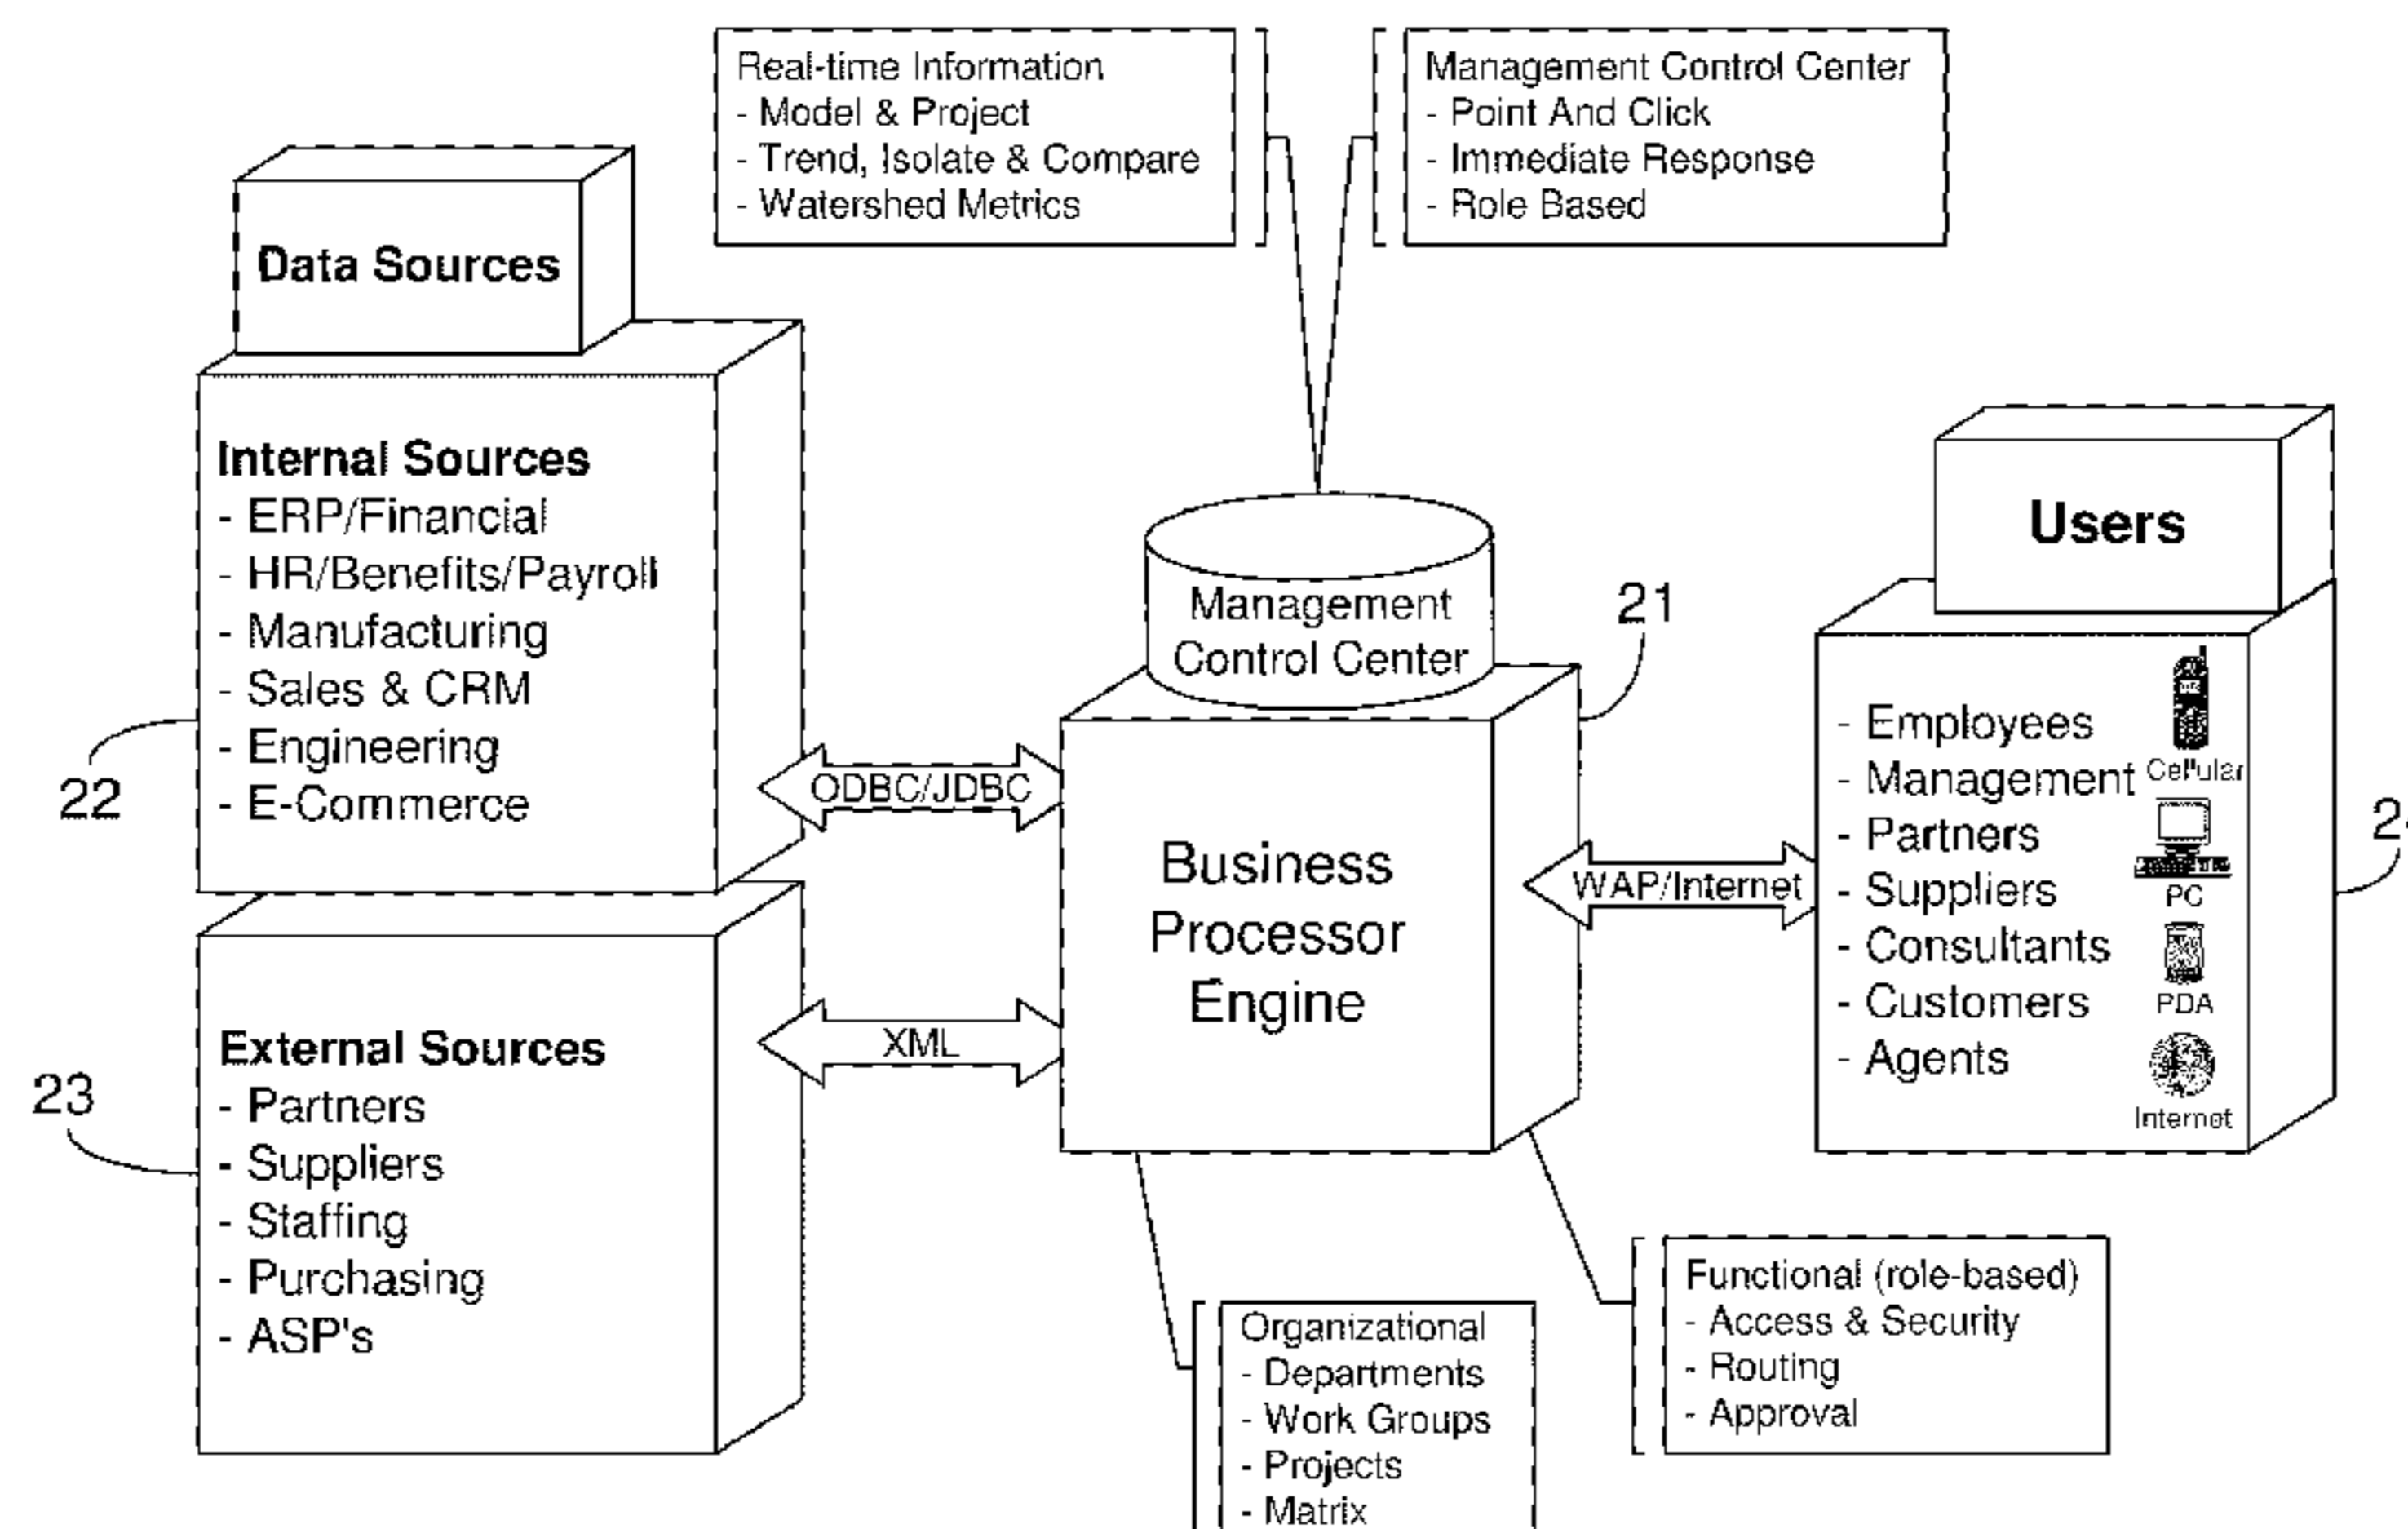 Real-time Information
- Model & Project
- Trend, Isolate & Compare
- Watershed Metrics
Management Control Center
- Point And Click
- Immediate Response
- Role Based
Data Sources
Internal Sources
- ERP/Financial
- HR/Benefits/Payroll
- Manufacturing
- Sales & CRM
- Engineering
- E-Commerce
22
External Sources
- Partners
- Suppliers
- Staffing
- Purchasing
- ASP's
23
ODBC/JDBC
XML
Management
Control Center
21
Business
Processor
Engine
WAP/Internet
Users
- Employees
- Management
- Partners
- Suppliers
- Consultants
- Customers
- Agents
Cellular
PC
PDA
Internet
Organizational
- Departments
- Work Groups
- Projects
- Matrix
Functional (role-based)
- Access & Security
- Routing
- Approval